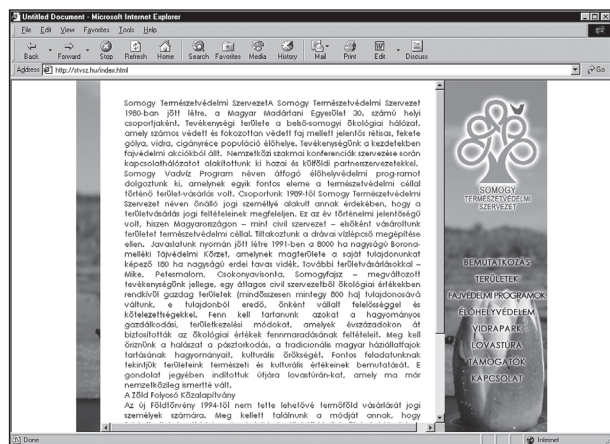 Untitled Document - Microsoft Internet Explorer
File Edit View Favorites Tools Help
Back Forward Stop Refresh Home Search Favorites Media History Mail Print Edit Discuss
Address http://stvsz.hu/index.html Go
Somogy Természetvédelmi SzervezetA Somogy Természetvédelmi Szervezet
1980-ban jött létre, a Magyar Madártani Egyesület 30. számú helyi
csoportjaként. Tevékenységi területe a belső-somogyi ökológiai hálózat,
amely számos védett és fokozottan védett faj mellett jelentős rétisas, fekete
gólya, vidra, cigányréce populáció élőhelye. Tevékenységünk a kezdetekben
fajvédelmi akciókból állt. Nemzetközi szakmai konferenciák szervezése során
kapcsolathálózatot alakítottunk ki hazai és külföldi partnerszervezetekkel.
Somogy Vadvíz Program néven átfogó élőhelyvédelmi prog-ramot
dolgoztunk ki, amelynek egyik fontos eleme a természetvédelmi céllal
történő terület-vásárlás volt. Csoportunk 1989-től Somogy Természetvédelmi
Szervezet néven önálló jogi személlyé alakult annak érdekében, hogy a
területvásárlás jogi feltételeinek megfeleljen. Ez az év történelmi jelentőségű
volt, hiszen Magyarországon – mint civil szervezet – elsőként vásároltunk
területet természetvédelmi céllal. Tiltakoztunk a drávai vízlépcső megépítése
ellen. Javaslatunk nyomán jött létre 1991-ben a 8000 ha nagyságú Boronka-
melléki Tájvédelmi Körzet, amelynek magterülete a saját tulajdonunkat
képező 180 ha nagyságú erdei tavas vidék. További területvásárlásokkal –
Mike, Petesmalom, Csokonyavisonta, Somogyfajsz – megváltozott
tevékenységünk jellege, egy átlagos civil szervezetből ökológiai értékekben
rendkívül gazdag területek (mindösszesen mintegy 800 ha) tulajdonosává
váltunk, e tulajdonból eredő, önként vállalt felelősséggel és
kötelezettségekkel. Fenn kell tartanunk azokat a hagyományos
gazdálkodási, területkezelési módokat, amelyek évszázadokon át
biztosították az ökológiai értékek fennmaradásának feltételeit. Meg kell
őriznünk a halászat a pásztorkodás, a tradicionális magyar háziállatfajok
tartásának hagyományait, kulturális örökségét. Fontos feladatunknak
tekintjük területeink természeti és kulturális értékeinek bemutatását. E
gondolat jegyében indítottuk útjára lovastúrán-kat, amely ma már
nemzetközileg ismertté vált.
A Zöld Folyosó Közalapítvány
Az új Földtörvény 1994-től nem tette lehetővé termőföld vásárlását jogi
személyek számára. Meg kellett találnunk a módját annak, hogy
SOMOGY
TERMÉSZETVÉDELMI
SZERVEZET
BEMUTATKOZÁS
TERÜLETEK
FAJVÉDELMI PROGRAMOK
ÉLŐHELYVÉDELEM
VIDRAPARK
LOVASTÚRA
TÁMOGATÓK
KAPCSOLAT
Done Internet